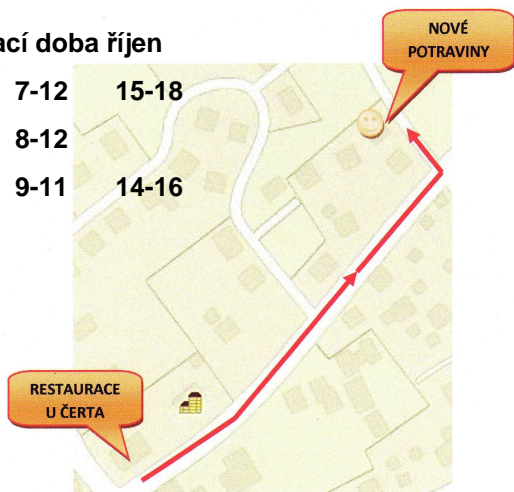 ací doba říjen
7-12 15-18
8-12
9-11 14-16
NOVÉ
POTRAVINY
RESTAURACE
U ČERTA